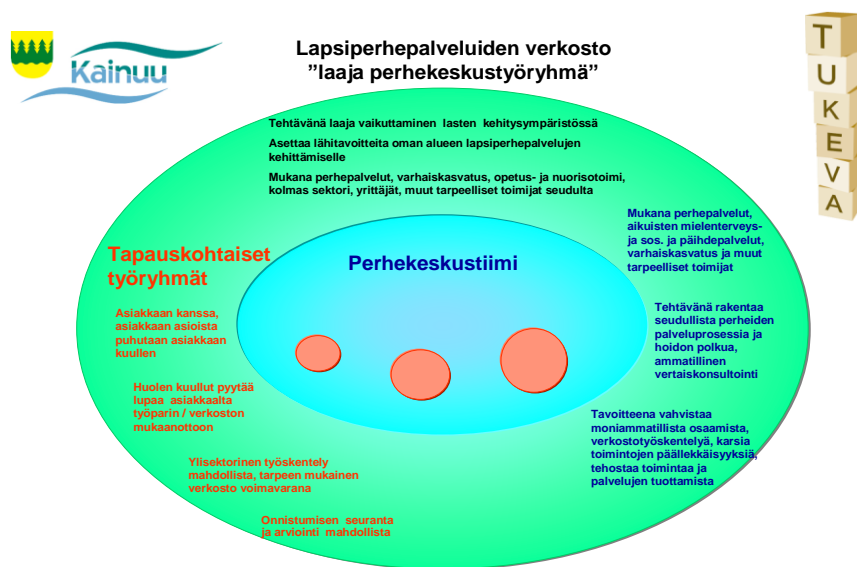 Kainuu
Lapsiperhepalveluiden verkosto
”laaja perhekeskustyöryhmä”
T
U
K
E
V
A
Tehtävänä laaja vaikuttaminen lasten kehitysympäristössä
Asettaa lähitavoitteita oman alueen lapsiperhepalvelujen
kehittämiselle
Mukana perhepalvelut, varhaiskasvatus, opetus- ja nuorisotoimi,
kolmas sektori, yrittäjät, muut tarpeelliset toimijat seudulta
Tapauskohtaiset
työryhmät
Asiakkaan kanssa,
asiakkaan asioista
puhutaan asiakkaan
kuullen
Huolen kuullut pyytää
lupaa asiakkaalta
työparin / verkoston
mukaanottoon
Ylisektorinen työskentely
mahdollista, tarpeen mukainen
verkosto voimavarana
Onnistumisen seuranta
ja arviointi mahdollista
Perhekeskustiimi
Mukana perhepalvelut,
aikuisten mielenterveys-
ja sos. ja päihdepalvelut,
varhaiskasvatus ja muut
tarpeelliset toimijat
Tehtävänä rakentaa
seudullista perheiden
palveluprosessia ja
hoidon polkua,
ammatillinen
vertaiskonsultointi
Tavoitteena vahvistaa
moniammatillista osaamista,
verkostotyöskentelyä, karsia
toimintojen päällekkäisyyksiä,
tehostaa toimintaa ja
palvelujen tuottamista